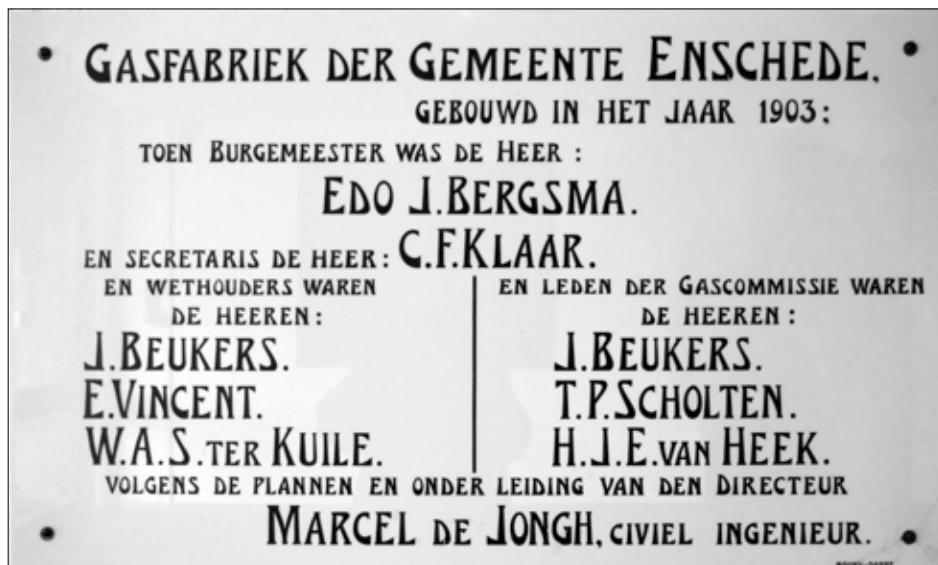 GASFABRIEK DER GEMEENTE ENSCHEDE,
GEBOUWD IN HET JAAR 1903:
TOEN BURGEMEESTER WAS DE HEER:
EDO J. BERGSMA.
EN SECRETARIS DE HEER: C.F. KLAAR.
EN WETHOUDERS WAREN
DE HEEREN:
J. BEUKERS.
E. VINCENT.
W.A.S. TER KUILE.
EN LEDEN DER GASCOMMISSIE WAREN
DE HEEREN:
J. BEUKERS.
T.P. SCHOLTEN.
H.J.E. VAN HEEK.
VOLGENS DE PLANNEN EN ONDER LEIDING VAN DEN DIRECTEUR
MARCEL DE JONGH, CIVIEL INGENIEUR.